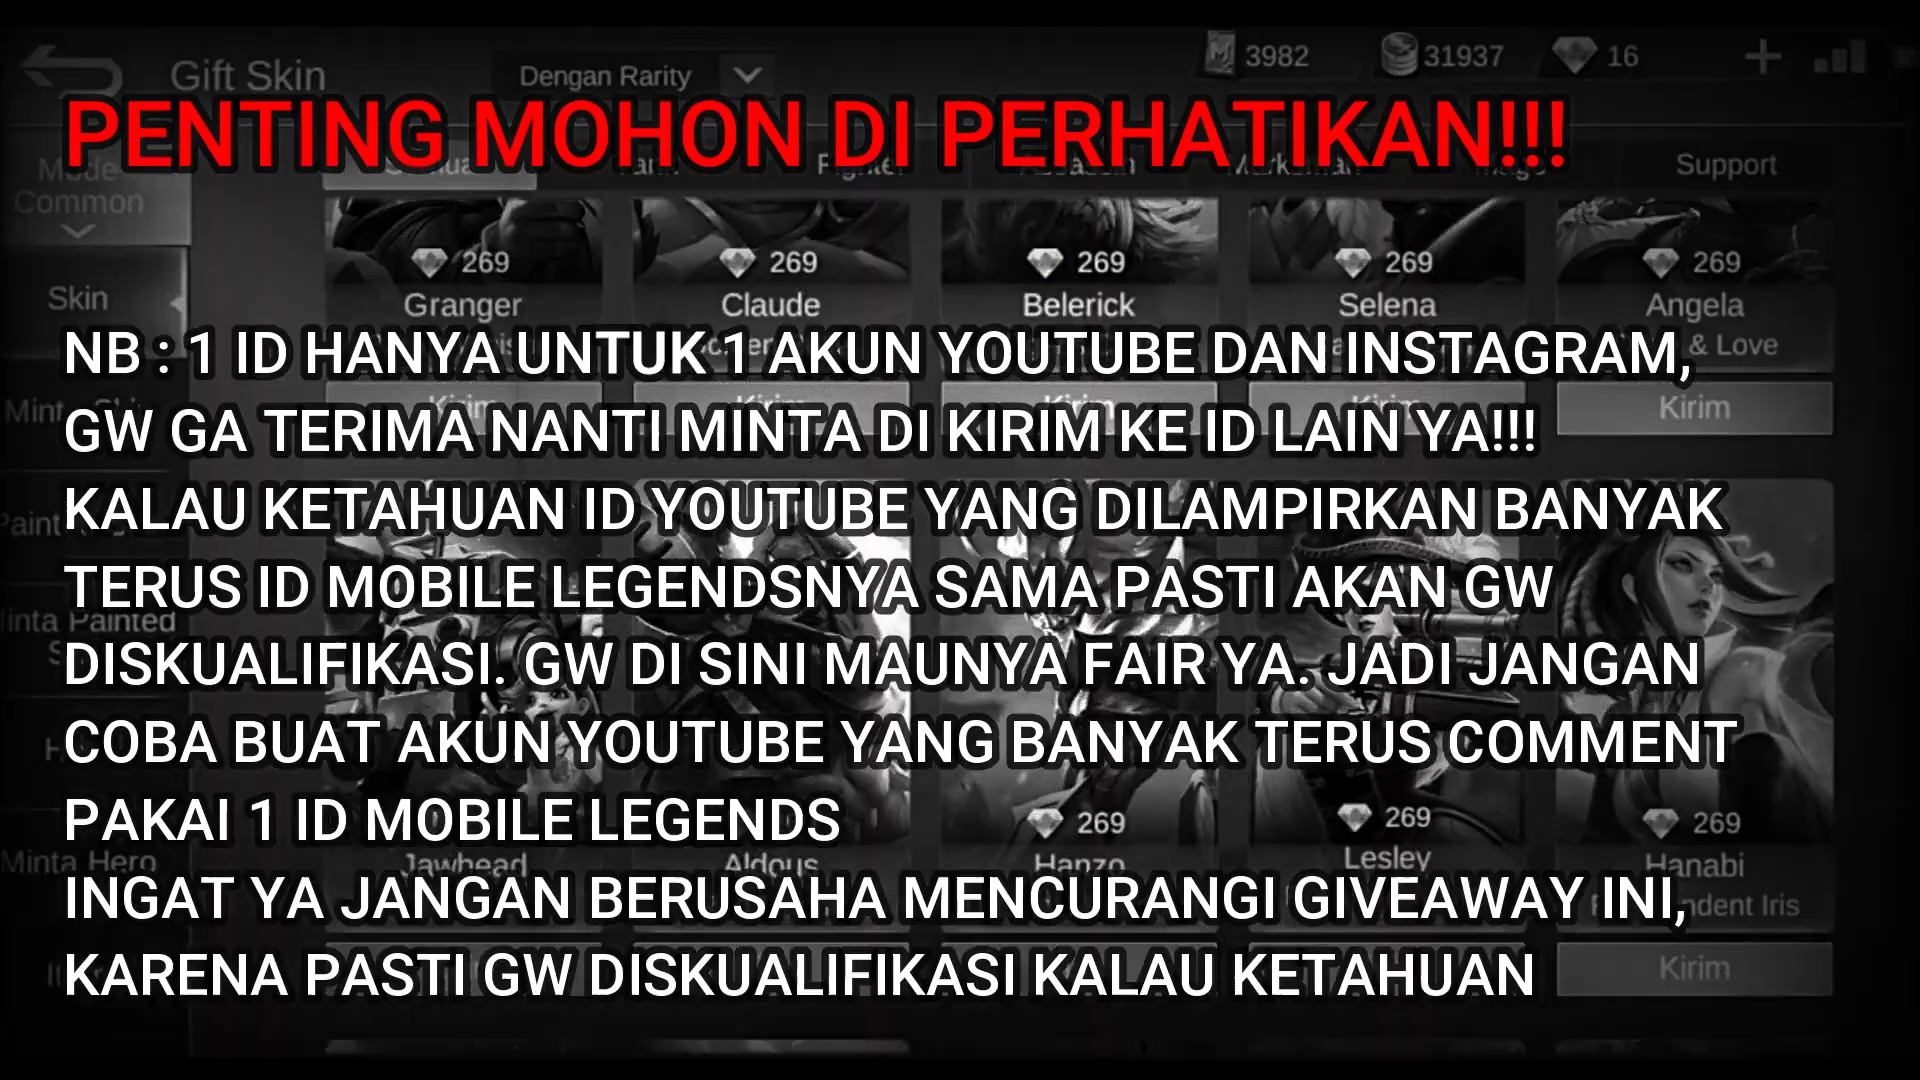 Gift Skin
Dengan Rarity
3982
31937
16
PENTING MOHON DI PERHATIKAN!!!
Mode
Common
Support
269 269 269 269 269
Granger Claude Belerick Selena Angela
Skin
& Love
NB : 1 ID HANYA UNTUK 1 AKUN YOUTUBE DAN INSTAGRAM,
Kirim
GW GA TERIMA NANTI MINTA DI KIRIM KE ID LAIN YA!!!
KALAU KETAHUAN ID YOUTUBE YANG DILAMPIRKAN BANYAK
TERUS ID MOBILE LEGENDSNYA SAMA PASTI AKAN GW
Minta Painted
DISKUALIFIKASI. GW DI SINI MAUNYA FAIR YA. JADI JANGAN
COBA BUAT AKUN YOUTUBE YANG BANYAK TERUS COMMENT
PAKAI 1 ID MOBILE LEGENDS
269 269 269
Minta Hero
Jawhead Aldous Hanzo Lesley Hanabi
INGAT YA JANGAN BERUSAHA MENCURANGI GIVEAWAY INI,
Iris
KARENA PASTI GW DISKUALIFIKASI KALAU KETAHUAN
Kirim